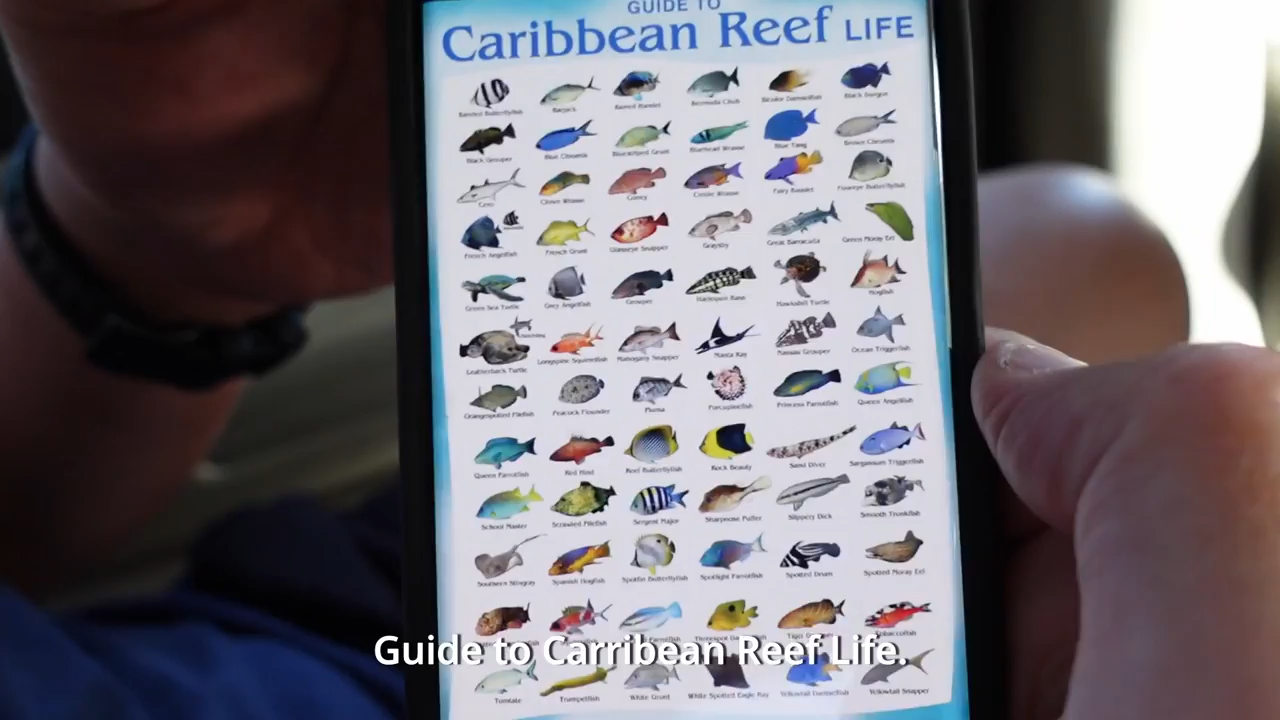 GUIDE TO
Caribbean Reef LIFE
Banded Butterflyfish Barjack Barred Hamlet Bermuda Chub Bicolor Damselfish Black Durgon
Black Grouper Blue Chromis Bluestriped Grunt Bluehead Wrasse Blue Tang Brown Chromis
Cero Clown Wrasse Coney Creole Wrasse Fairy Basslet Foureye Butterflyfish
French Angelfish French Grunt Glasseye Snapper Graysby Great Barracuda Green Moray Eel
Green Sea Turtle Grey Angelfish Grouper Harlequin Bass Hawksbill Turtle Hogfish
Leatherback Turtle Hatchling Longspine Squirrelfish Mahogany Snapper Manta Ray Nassau Grouper Ocean Triggerfish
Orangespotted Filefish Peacock Flounder Pluma Porcupinefish Princess Parrotfish Queen Angelfish
Queen Parrotfish Red Hind Reef Butterflyfish Rock Beauty Sand Diver Sargassum Triggerfish
School Master Scrawled Filefish Sergent Major Sharpnose Puffer Slippery Dick Smooth Trunkfish
Southern Stingray Spanish Hogfish Spotfin Butterflyfish Spotlight Parrotfish Spotted Drum Spotted Moray Eel
Guide to Carribean Reef Life.
Tomtate Trumpetfish White Grunt White Spotted Eagle Ray Yellowtail Damselfish Yellowtail Snapper